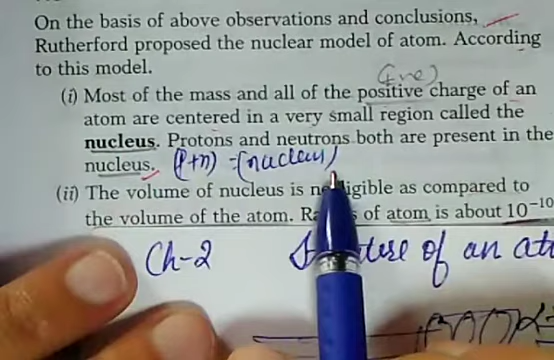 On the basis of above observations and conclusions,
Rutherford proposed the nuclear model of atom. According
to this model.
(+ve)
(i) Most of the mass and all of the positive charge of an
atom are centered in a very small region called the
nucleus. Protons and neutrons both are present in the
nucleus. (P+n) = (nucleus)
(ii) The volume of nucleus is negligible as compared to
the volume of the atom. of atom is about 10⁻¹⁰
Ch-2 of an